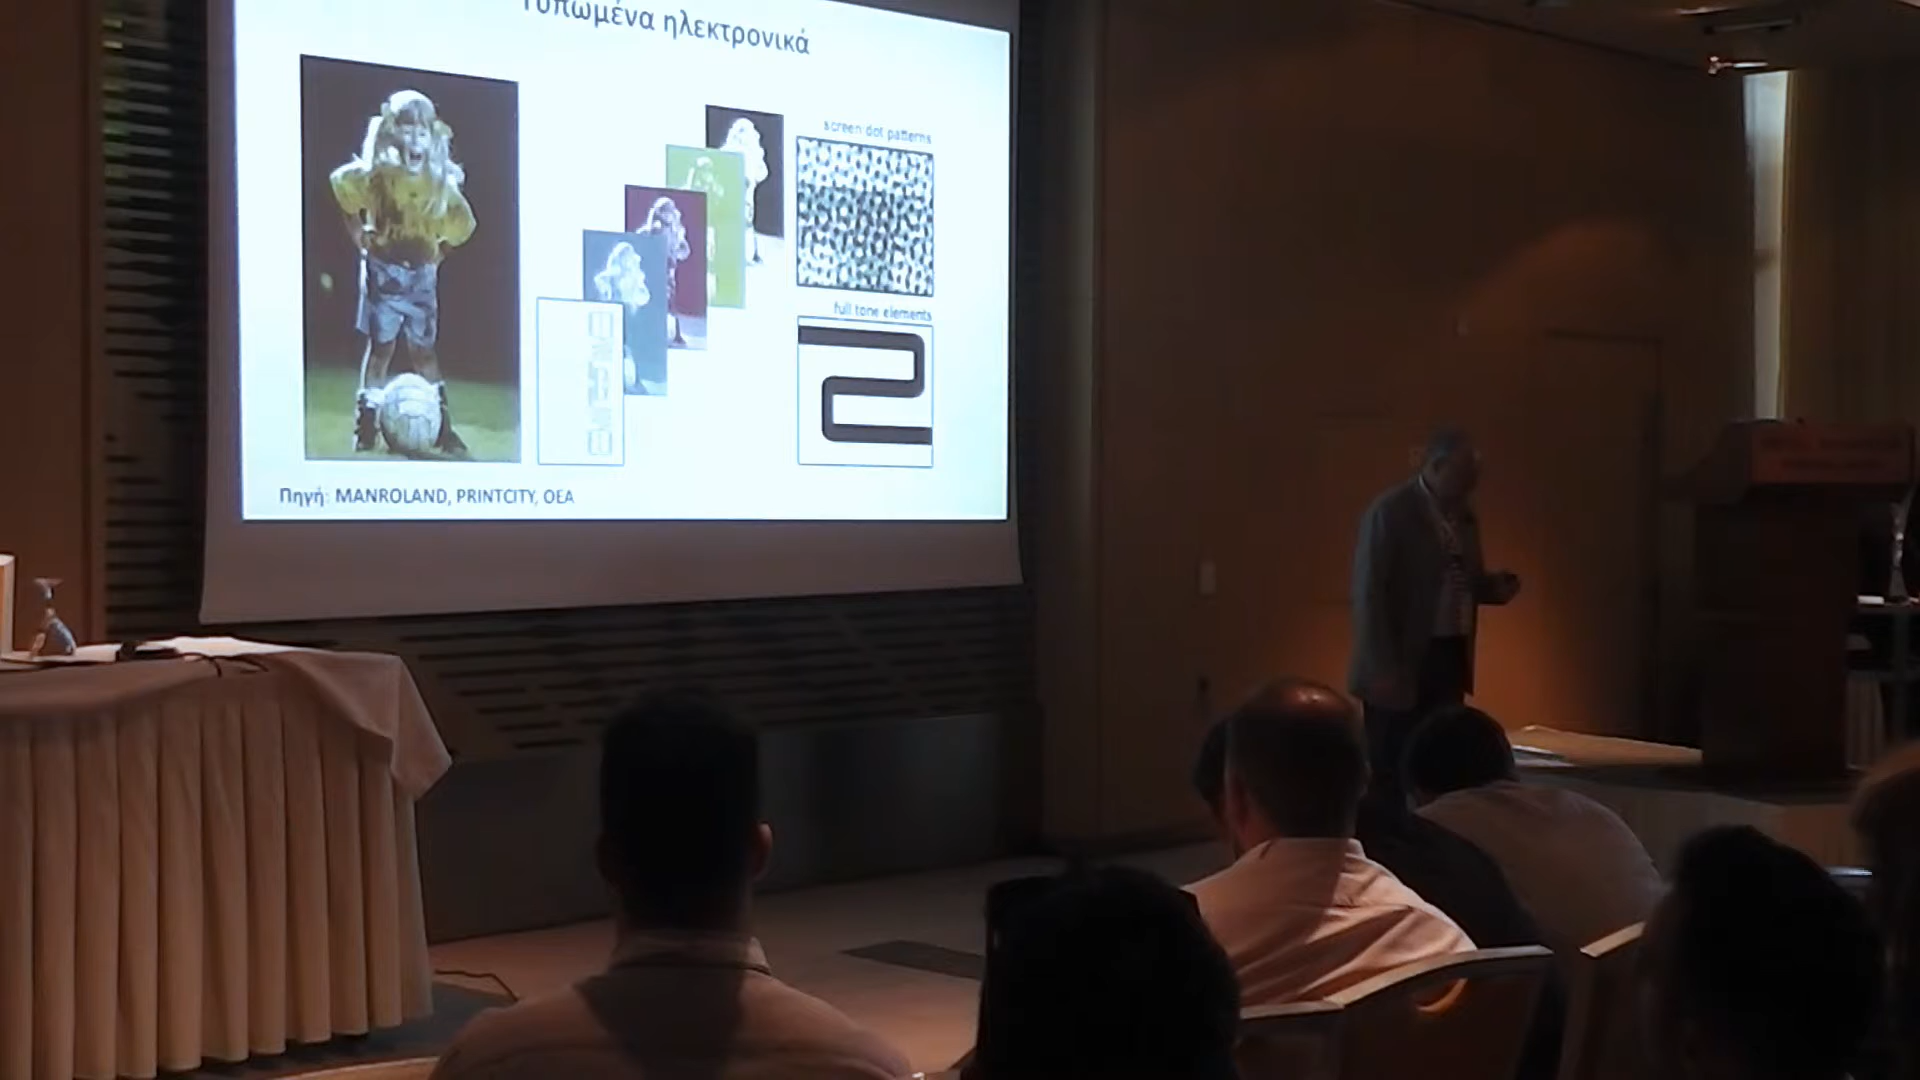 Τυπωμένα ηλεκτρονικά
screen dot patterns
full tone elements
Πηγή: MANROLAND, PRINTCITY, OEA